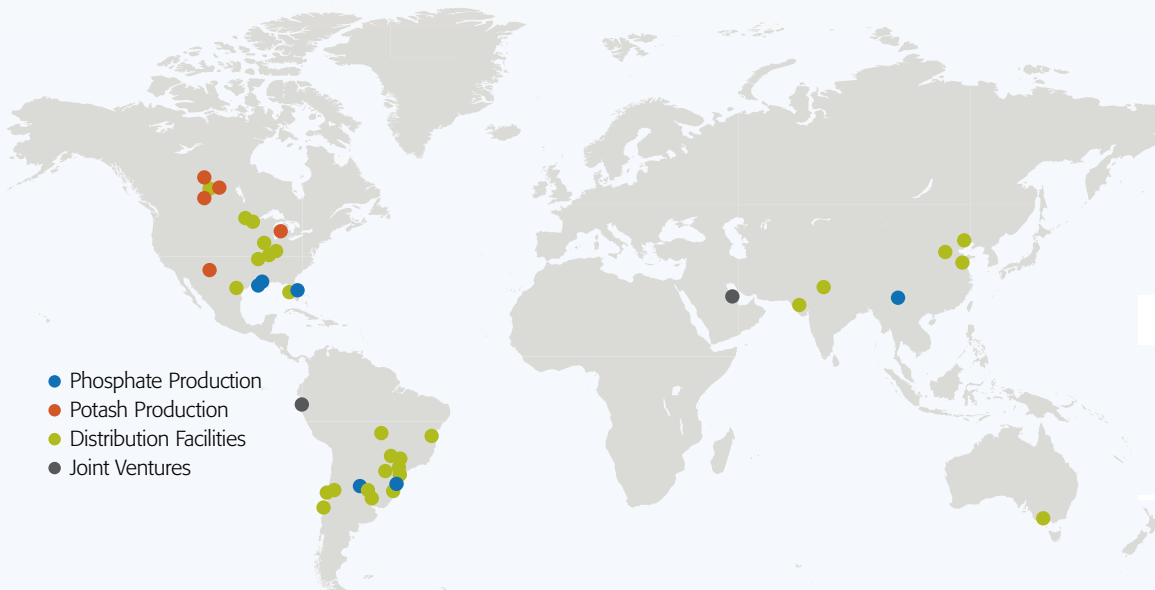 Phosphate Production
Potash Production
Distribution Facilities
Joint Ventures